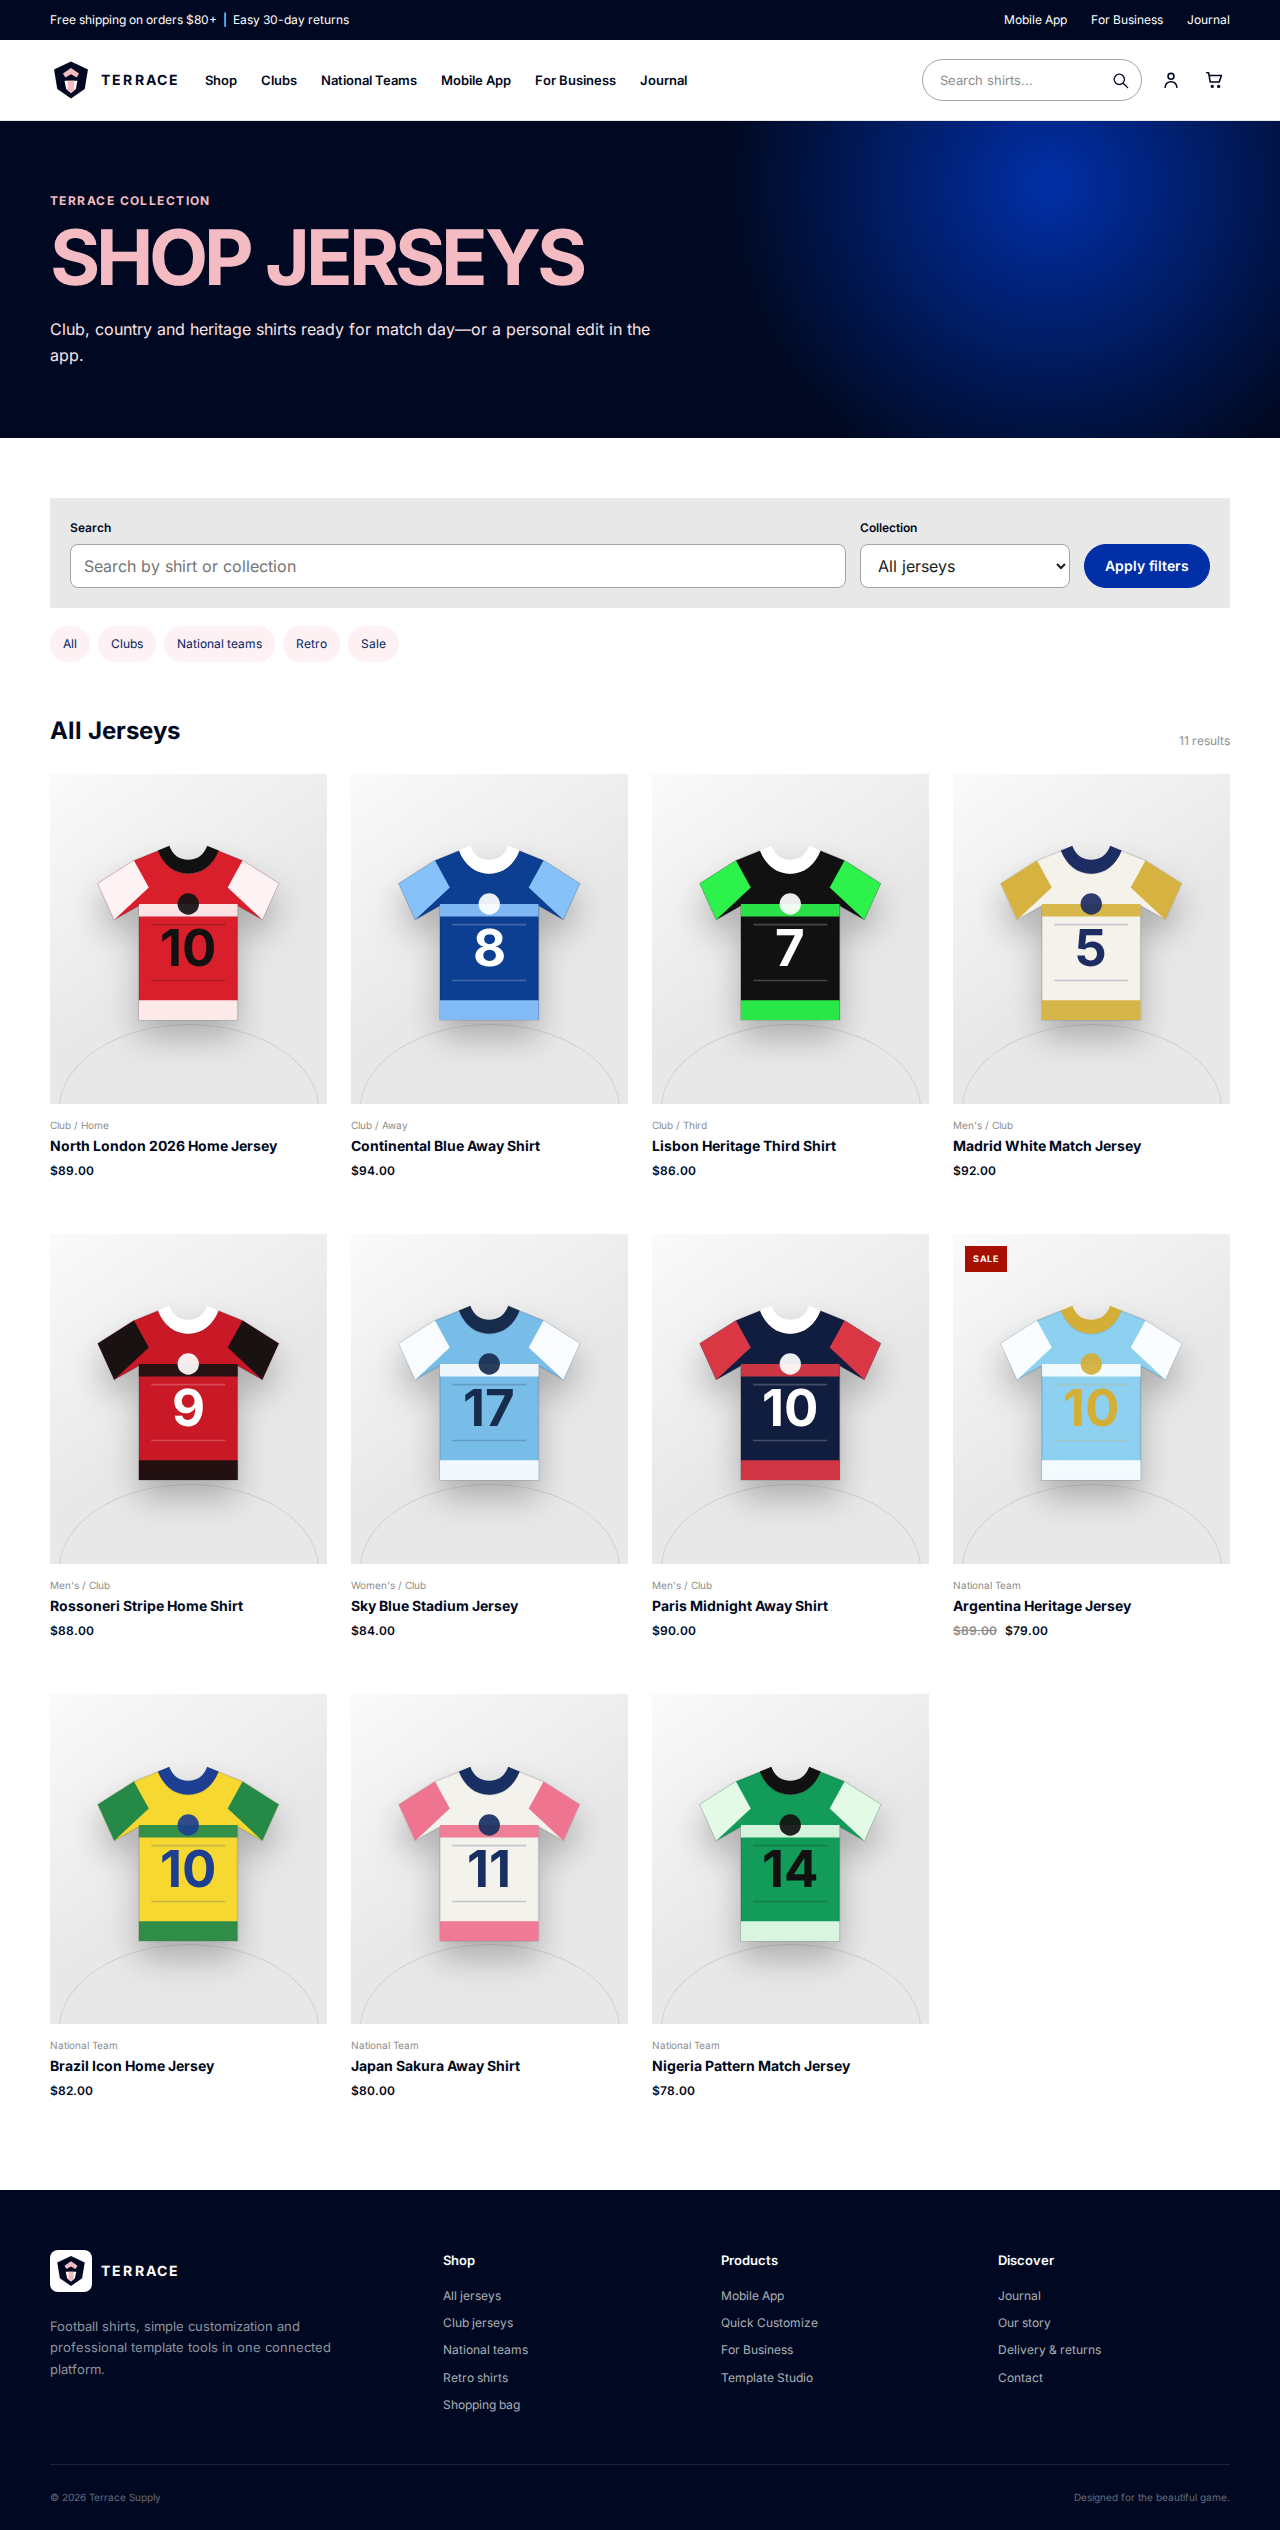 Free shipping on orders $80+ | Easy 30-day returns
Mobile App For Business Journal
TERRACE Shop Clubs National Teams Mobile App For Business Journal
Search shirts...
TERRACE COLLECTION
SHOP JERSEYS
Club, country and heritage shirts ready for match day—or a personal edit in the
app.
Search
Collection
Search by shirt or collection
All jerseys
Apply filters
All Clubs National teams Retro Sale
All Jerseys
11 results
10
8
7
5
Club / Home
North London 2026 Home Jersey
$89.00
Club / Away
Continental Blue Away Shirt
$94.00
Club / Third
Lisbon Heritage Third Shirt
$86.00
Men's / Club
Madrid White Match Jersey
$92.00
SALE
9
17
10
10
Men's / Club
Rossoneri Stripe Home Shirt
$88.00
Women's / Club
Sky Blue Stadium Jersey
$84.00
Men's / Club
Paris Midnight Away Shirt
$90.00
National Team
Argentina Heritage Jersey
$89.00 $79.00
10
11
14
National Team
Brazil Icon Home Jersey
$82.00
National Team
Japan Sakura Away Shirt
$80.00
National Team
Nigeria Pattern Match Jersey
$78.00
TERRACE
Football shirts, simple customization and
professional template tools in one connected
platform.
Shop
All jerseys
Club jerseys
National teams
Retro shirts
Shopping bag
Products
Mobile App
Quick Customize
For Business
Template Studio
Discover
Journal
Our story
Delivery & returns
Contact
© 2026 Terrace Supply
Designed for the beautiful game.